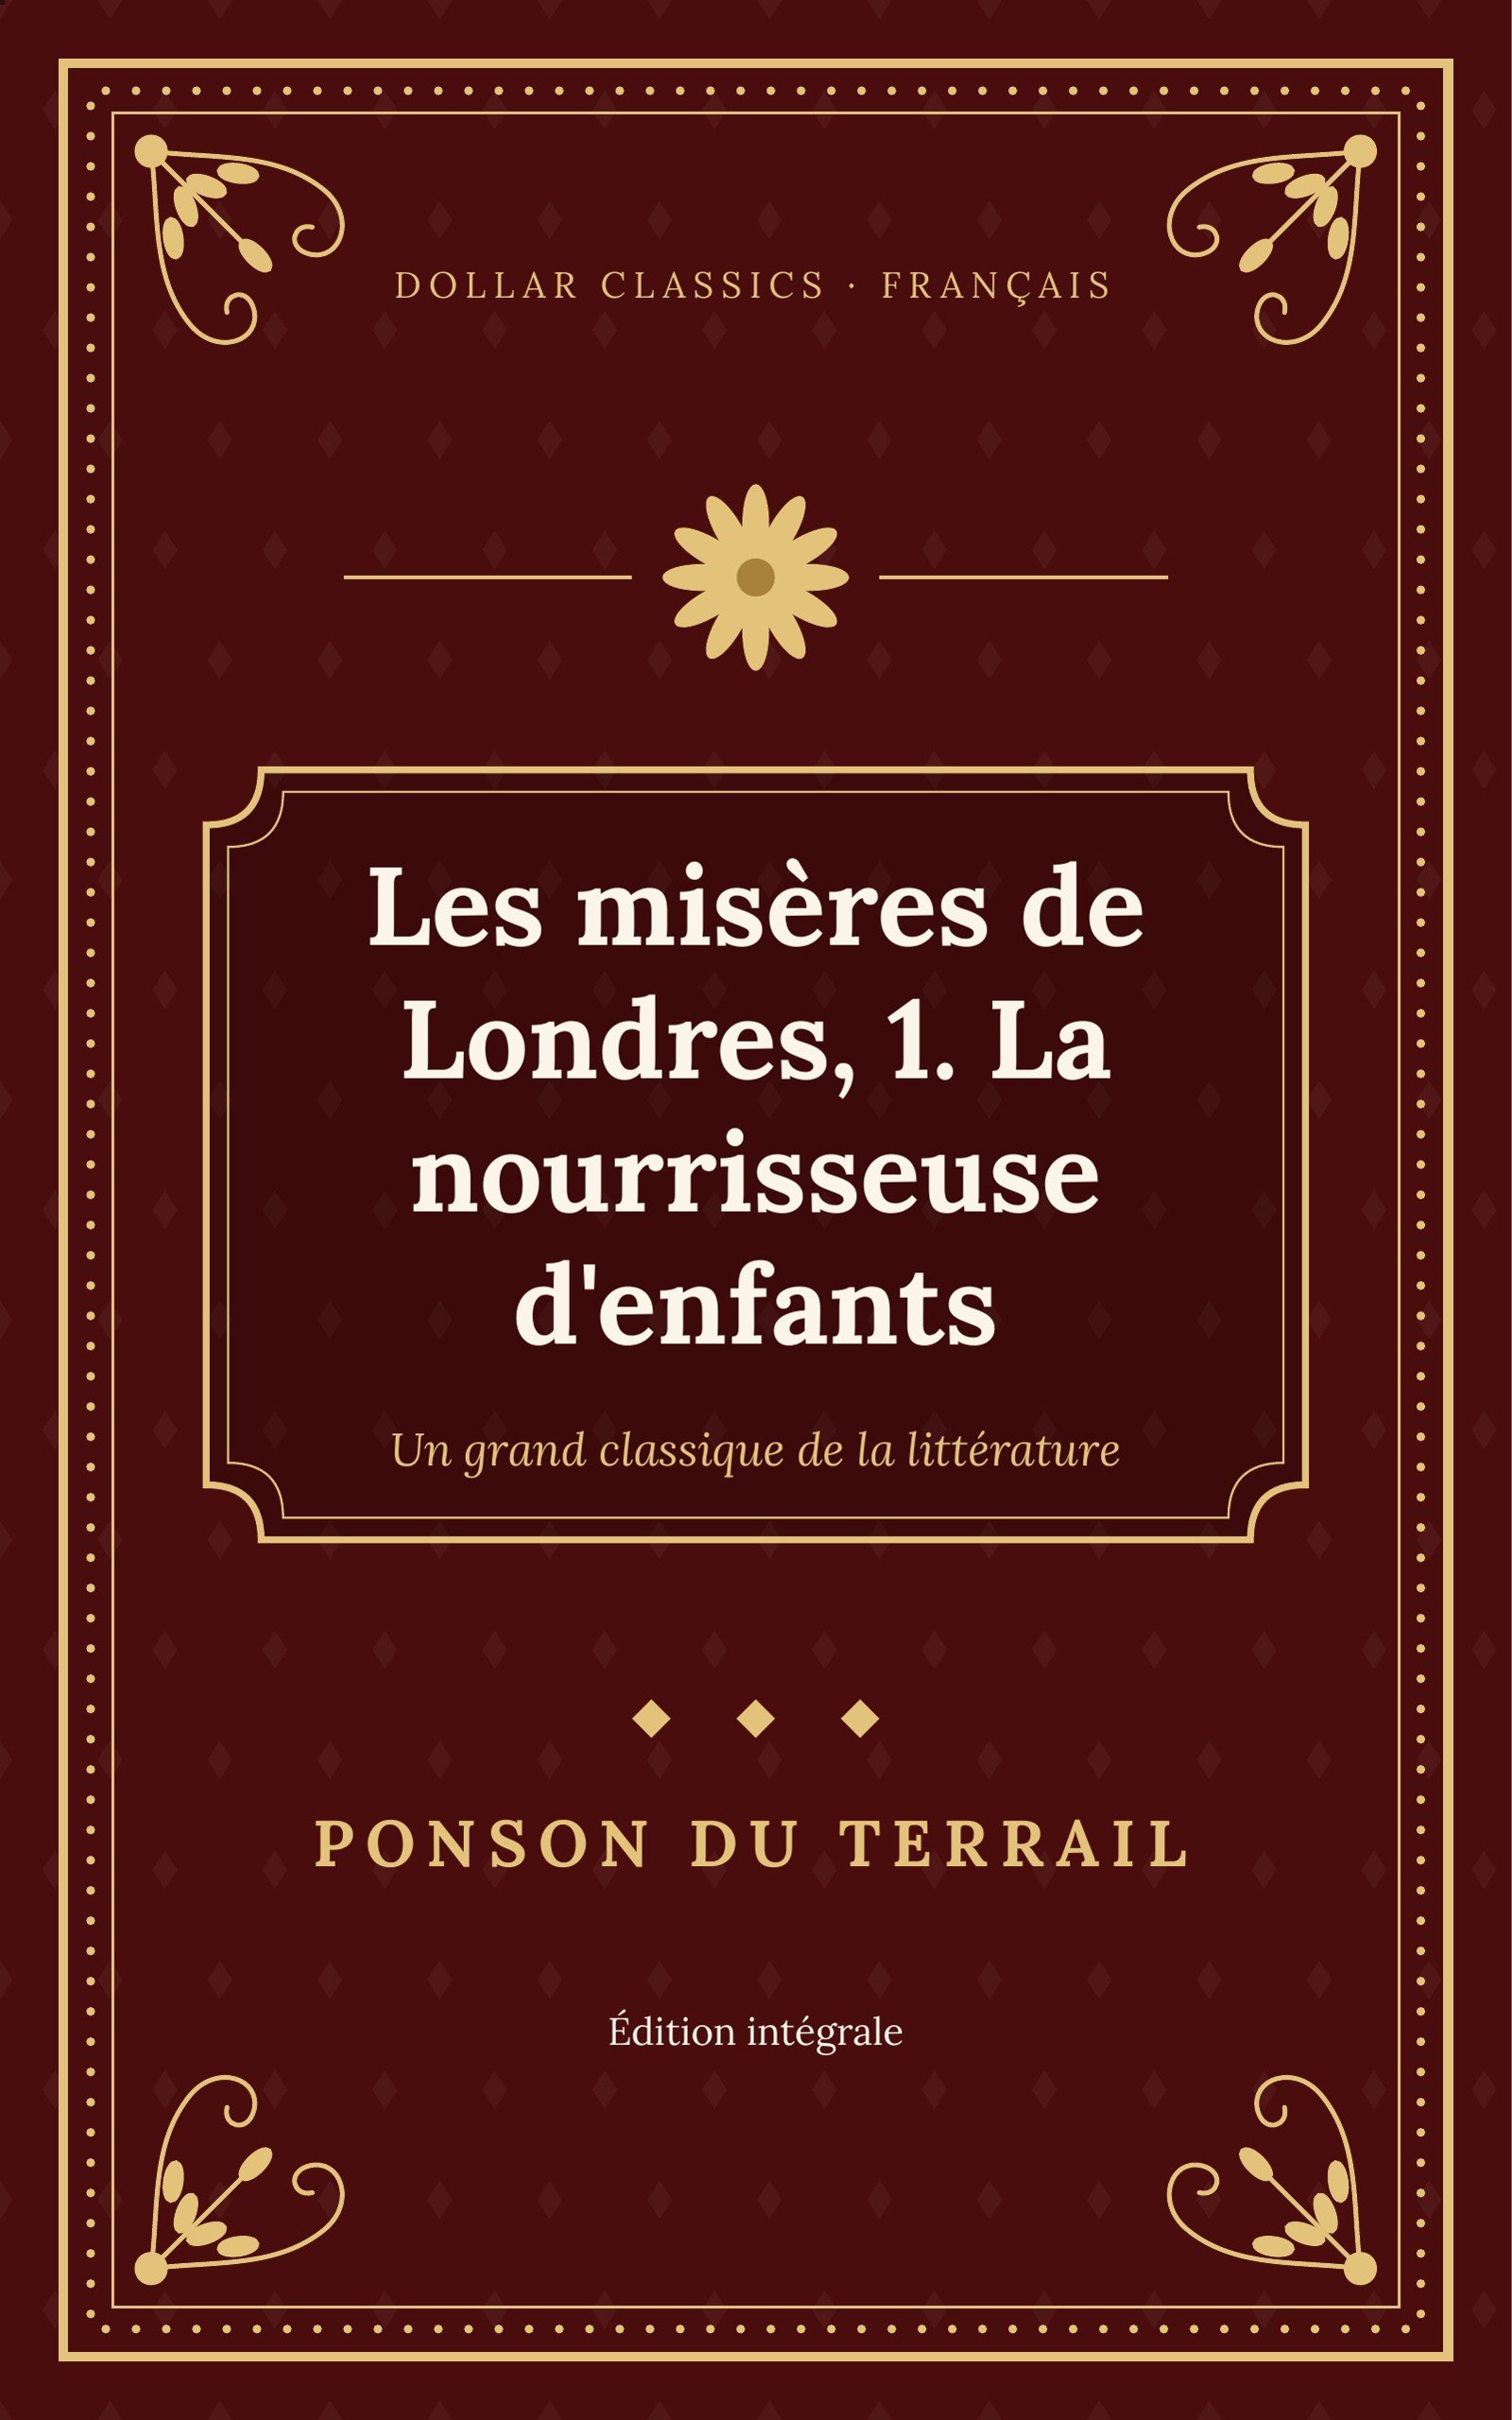 DOLLAR CLASSICS · FRANÇAIS
Les misères de
Londres, 1. La
nourrisseuse
d'enfants
Un grand classique de la littérature
PONSON DU TERRAIL
Édition intégrale